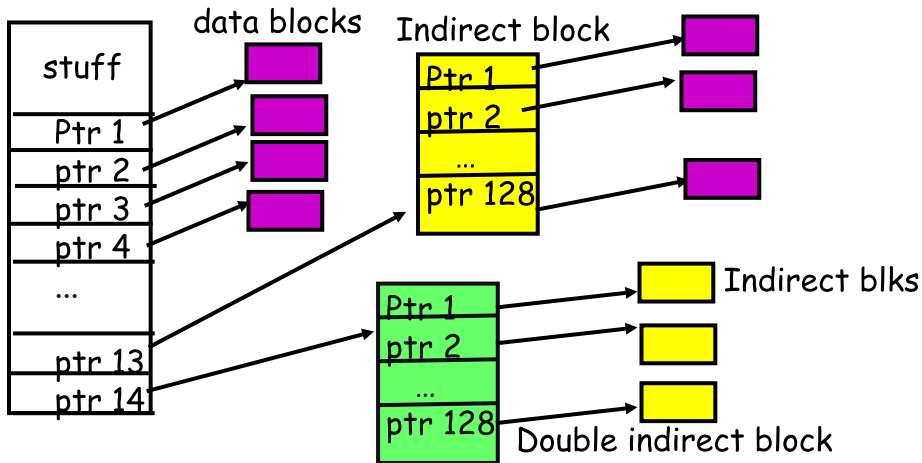 stuff
Ptr 1
ptr 2
ptr 3
ptr 4
...
ptr 13
ptr 14
data blocks
Indirect block
Ptr 1
ptr 2
...
ptr 128
Ptr 1
ptr 2
...
ptr 128
Indirect blks
Double indirect block